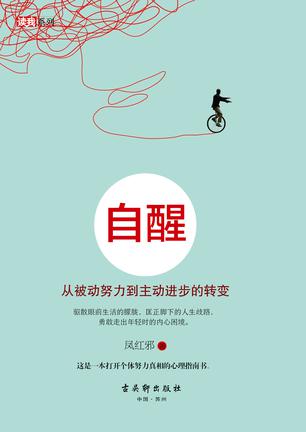 读我系列
自醒
从被动努力到主动进步的转变
驱散眼前生活的朦胧，匡正脚下的人生歧路，
勇敢走出年轻时的内心困境。
凤红邪 著
这是一本打开个体努力真相的心理指南书。
古吴轩出版社
中国·苏州